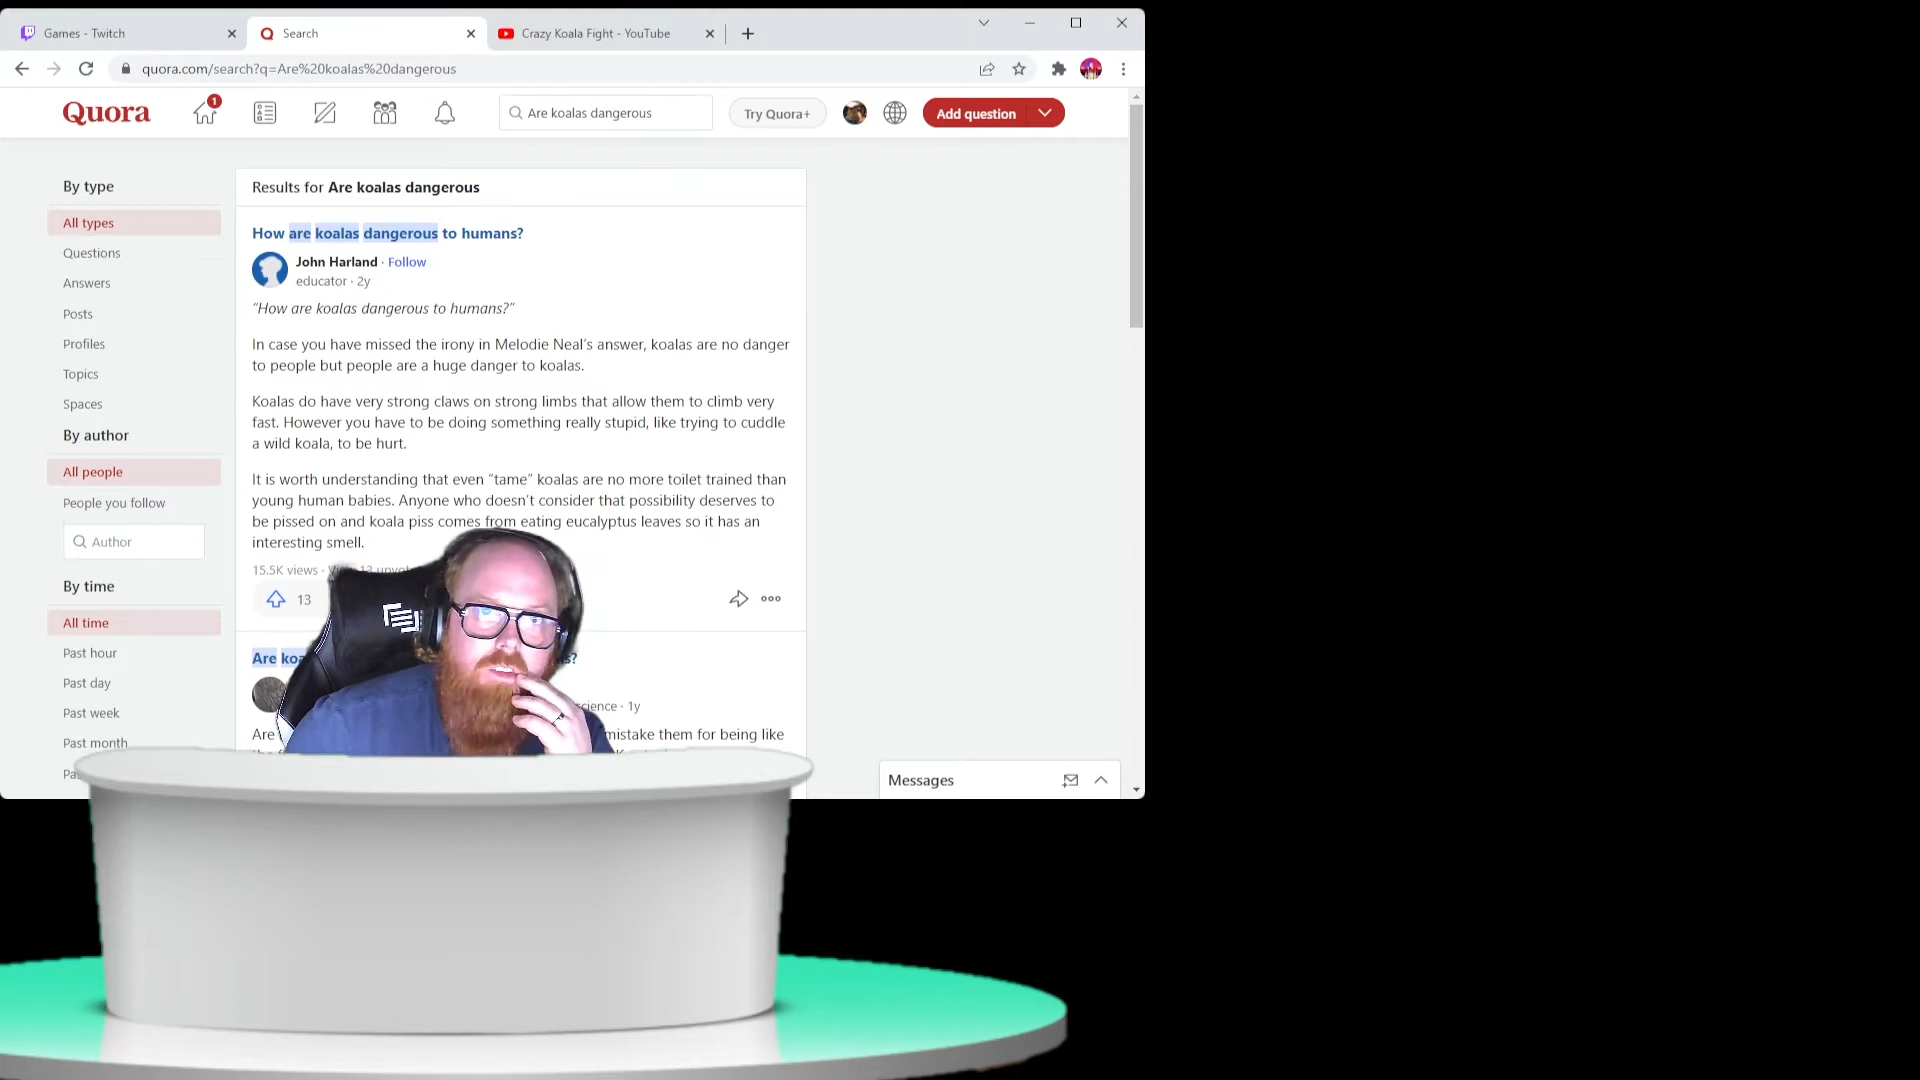 Games - Twitch
Search
Crazy Koala Fight - YouTube
quora.com/search?q=Are%20koalas%20dangerous
Quora
1
Are koalas dangerous
Try Quora+
Add question
By type
All types
Questions
Answers
Posts
Profiles
Topics
Spaces
By author
All people
People you follow
Author
By time
All time
Past hour
Past day
Past week
Past month
Results for Are koalas dangerous
How are koalas dangerous to humans?
John Harland · Follow
educator · 2y
“How are koalas dangerous to humans?”
In case you have missed the irony in Melodie Neal’s answer, koalas are no danger
to people but people are a huge danger to koalas.
Koalas do have very strong claws on strong limbs that allow them to climb very
fast. However you have to be doing something really stupid, like trying to cuddle
a wild koala, to be hurt.
It is worth understanding that even “tame” koalas are no more toilet trained than
young human babies. Anyone who doesn’t consider that possibility deserves to
be pissed on and koala piss comes from eating eucalyptus leaves so it has an
interesting smell.
15.5K views ·
13
Are
science · 1y
Are
mistake them for being like
Messages